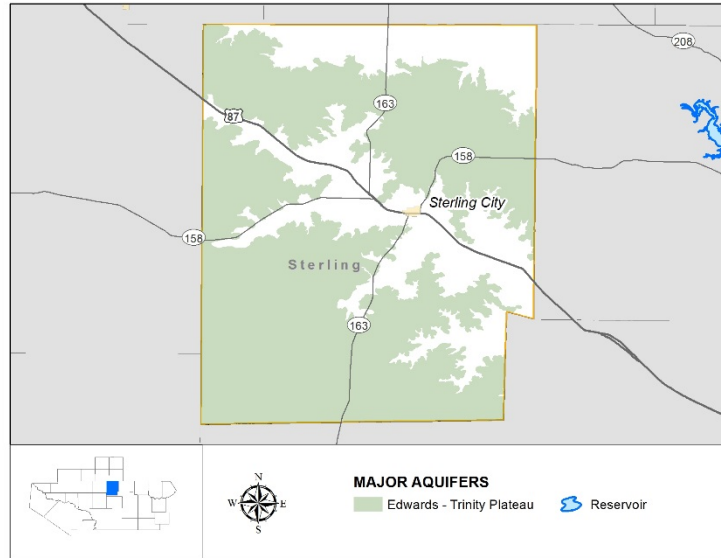 208
163
87
158
Sterling City
158
Sterling
163
N
W E
S
MAJOR AQUIFERS
Edwards - Trinity Plateau
Reservoir